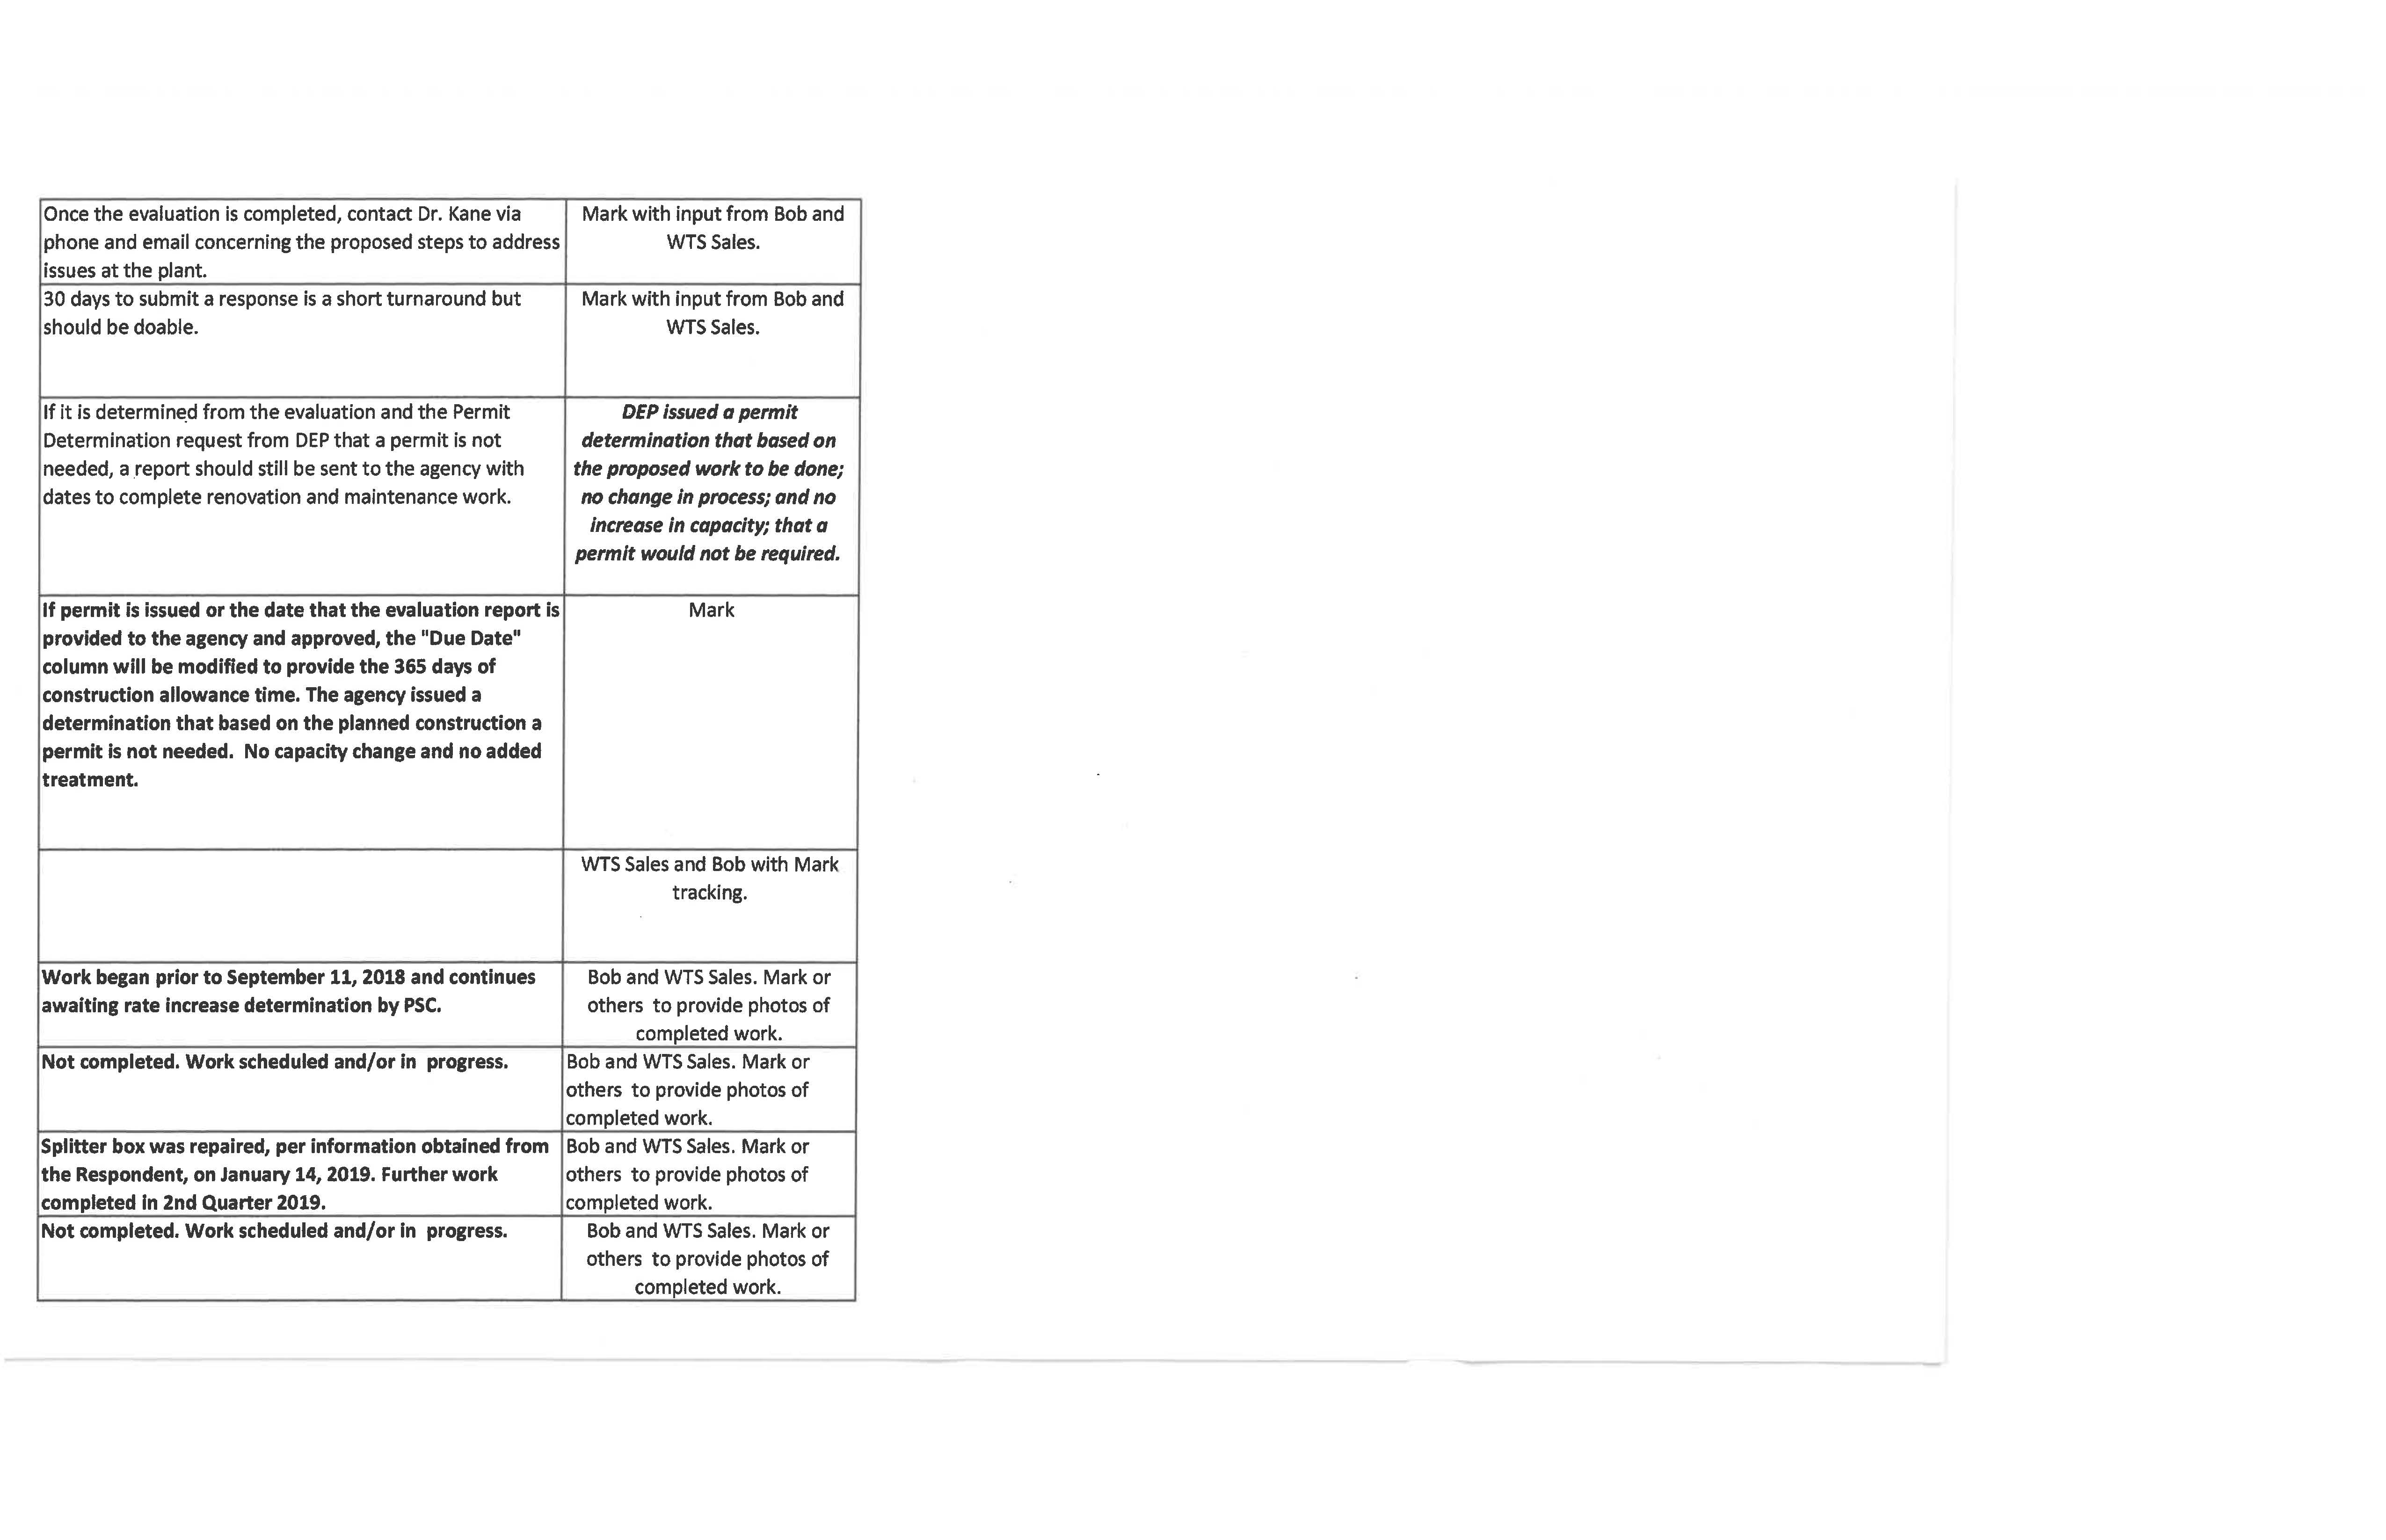 Once the evaluation is completed, contact Dr. Kane via
phone and email concerning the proposed steps to address
issues at the plant.
Mark with input from Bob and
WTS Sales.
30 days to submit a response is a short turnaround but
should be doable.
Mark with input from Bob and
WTS Sales.
If it is determined from the evaluation and the Permit
Determination request from DEP that a permit is not
needed, a report should still be sent to the agency with
dates to complete renovation and maintenance work.
DEP issued a permit
determination that based on
the proposed work to be done;
no change in process; and no
increase in capacity; that a
permit would not be required.
If permit is issued or the date that the evaluation report is
provided to the agency and approved, the "Due Date"
column will be modified to provide the 365 days of
construction allowance time. The agency issued a
determination that based on the planned construction a
permit is not needed.  No capacity change and no added
treatment.
Mark
WTS Sales and Bob with Mark
tracking.
Work began prior to September 11, 2018 and continues
awaiting rate increase determination by PSC.
Bob and WTS Sales. Mark or
others  to provide photos of
completed work.
Not completed. Work scheduled and/or in  progress.
Bob and WTS Sales. Mark or
others  to provide photos of
completed work.
Splitter box was repaired, per information obtained from
the Respondent, on January 14, 2019. Further work
completed in 2nd Quarter 2019.
Bob and WTS Sales. Mark or
others  to provide photos of
completed work.
Not completed. Work scheduled and/or in  progress.
Bob and WTS Sales. Mark or
others  to provide photos of
completed work.